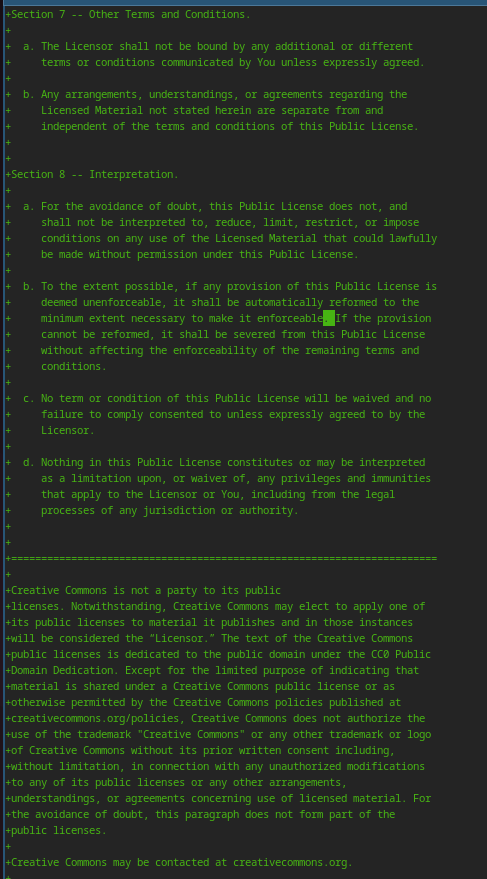 +Section 7 -- Other Terms and Conditions.
+
+  a. The Licensor shall not be bound by any additional or different
+     terms or conditions communicated by You unless expressly agreed.
+
+  b. Any arrangements, understandings, or agreements regarding the
+     Licensed Material not stated herein are separate from and
+     independent of the terms and conditions of this Public License.
+
+
+Section 8 -- Interpretation.
+
+  a. For the avoidance of doubt, this Public License does not, and
+     shall not be interpreted to, reduce, limit, restrict, or impose
+     conditions on any use of the Licensed Material that could lawfully
+     be made without permission under this Public License.
+
+  b. To the extent possible, if any provision of this Public License is
+     deemed unenforceable, it shall be automatically reformed to the
+     minimum extent necessary to make it enforceable. If the provision
+     cannot be reformed, it shall be severed from this Public License
+     without affecting the enforceability of the remaining terms and
+     conditions.
+
+  c. No term or condition of this Public License will be waived and no
+     failure to comply consented to unless expressly agreed to by the
+     Licensor.
+
+  d. Nothing in this Public License constitutes or may be interpreted
+     as a limitation upon, or waiver of, any privileges and immunities
+     that apply to the Licensor or You, including from the legal
+     processes of any jurisdiction or authority.
+
+
+=======================================================================
+
+Creative Commons is not a party to its public
+licenses. Notwithstanding, Creative Commons may elect to apply one of
+its public licenses to material it publishes and in those instances
+will be considered the “Licensor.” The text of the Creative Commons
+public licenses is dedicated to the public domain under the CC0 Public
+Domain Dedication. Except for the limited purpose of indicating that
+material is shared under a Creative Commons public license or as
+otherwise permitted by the Creative Commons policies published at
+creativecommons.org/policies, Creative Commons does not authorize the
+use of the trademark "Creative Commons" or any other trademark or logo
+of Creative Commons without its prior written consent including,
+without limitation, in connection with any unauthorized modifications
+to any of its public licenses or any other arrangements,
+understandings, or agreements concerning use of licensed material. For
+the avoidance of doubt, this paragraph does not form part of the
+public licenses.
+
+Creative Commons may be contacted at creativecommons.org.
+